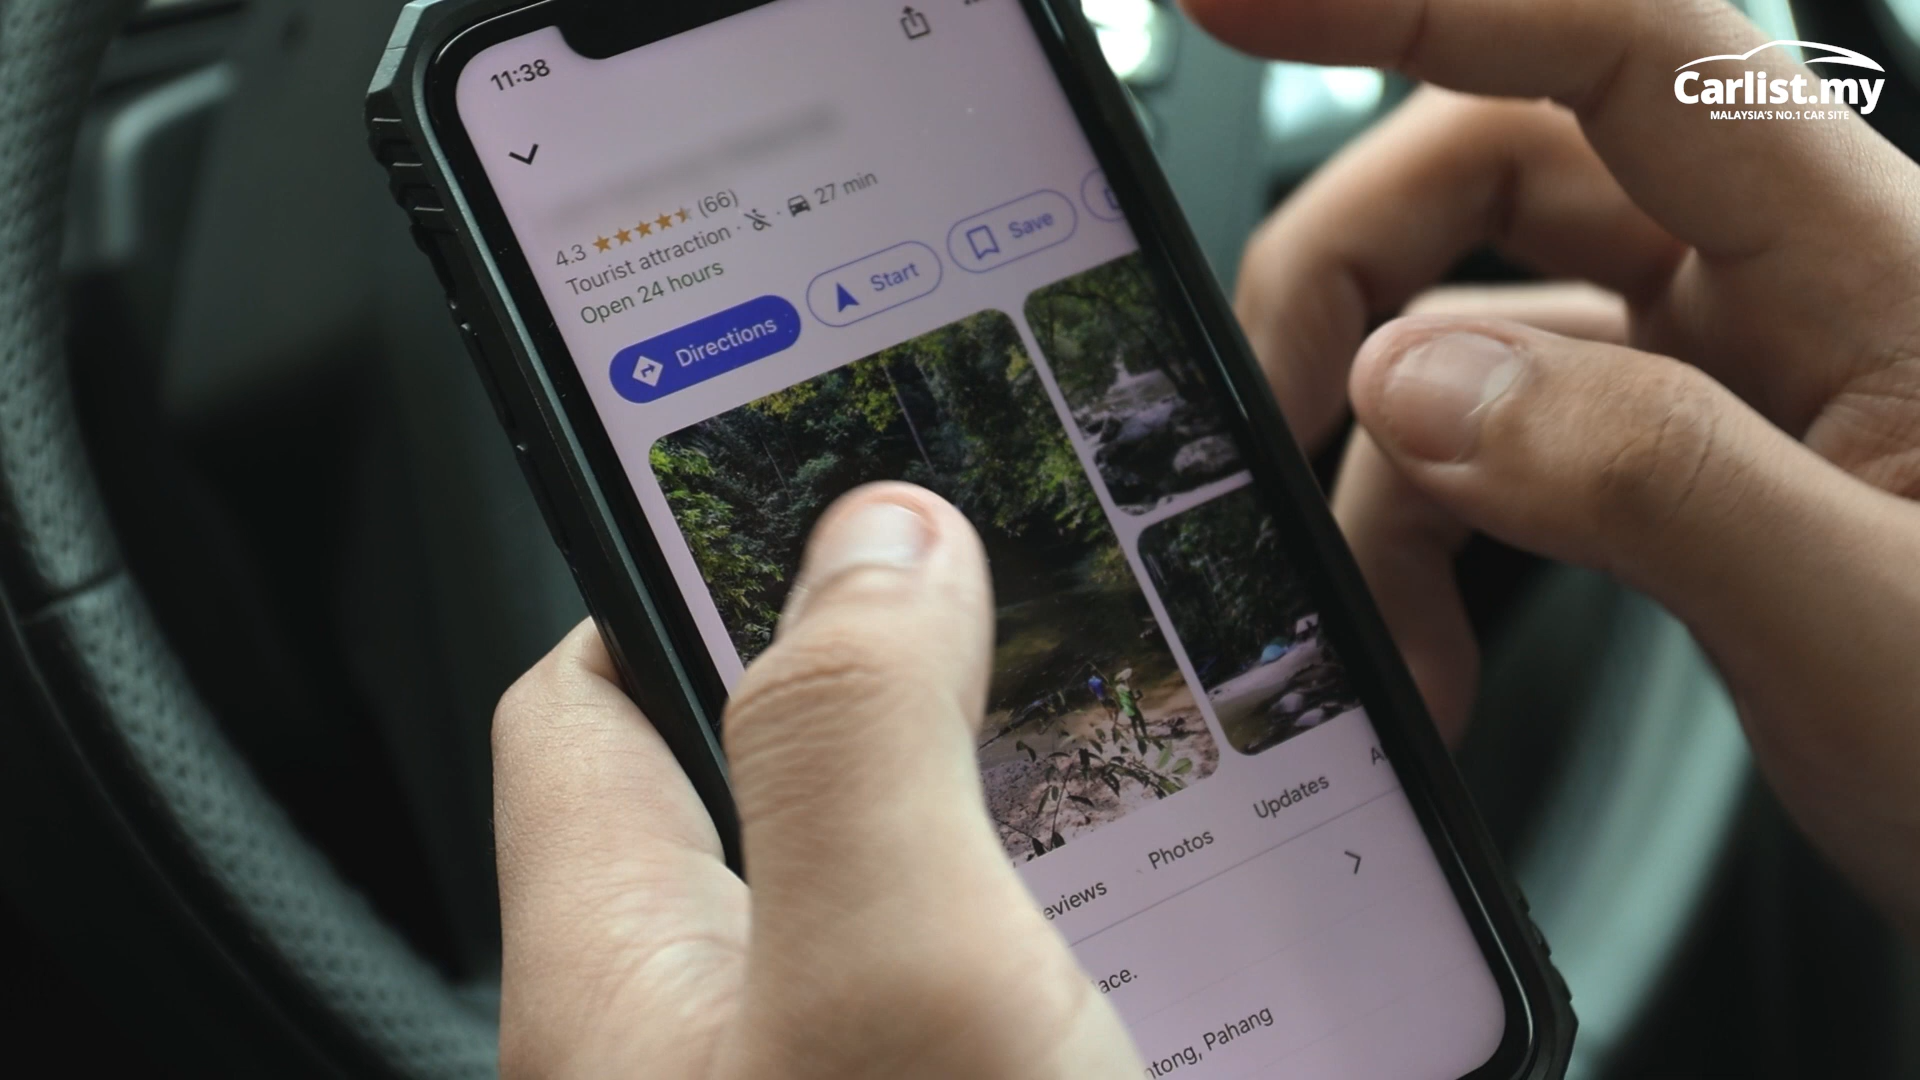 11:38
Carlist.my
MALAYSIA'S NO.1 CAR SITE
4.3 (66)
Tourist attraction · 27 min
Open 24 hours
Directions
Start
Save
eviews
Photos
Updates
A
lace.
ntong, Pahang